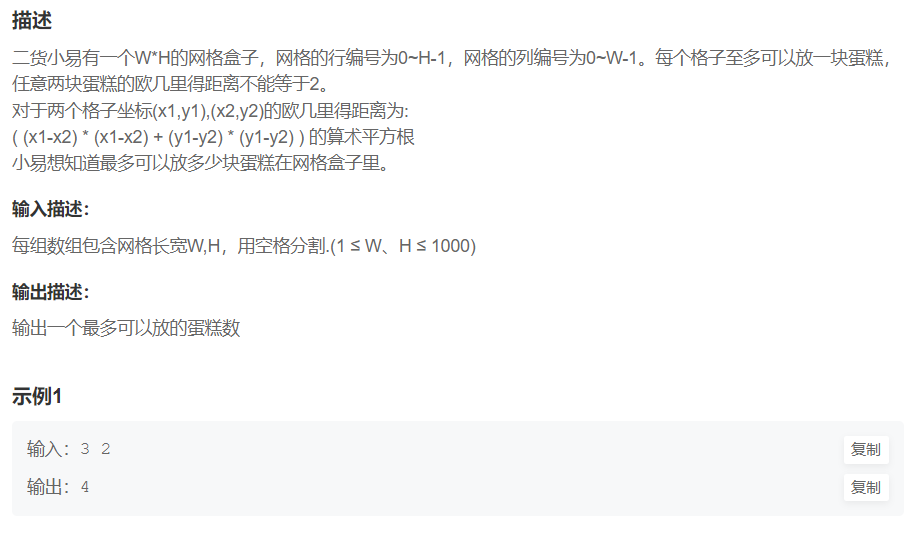 描述
二货小易有一个W*H的网格盒子，网格的行编号为0~H-1，网格的列编号为0~W-1。每个格子至多可以放一块蛋糕，
任意两块蛋糕的欧几里得距离不能等于2。
对于两个格子坐标(x1,y1),(x2,y2)的欧几里得距离为:
( (x1-x2) * (x1-x2) + (y1-y2) * (y1-y2) ) 的算术平方根
小易想知道最多可以放多少块蛋糕在网格盒子里。
输入描述：
每组数组包含网格长宽W,H，用空格分割.(1 ≤ W、H ≤ 1000)
输出描述：
输出一个最多可以放的蛋糕数
示例1
输入：3 2
复制
输出：4
复制